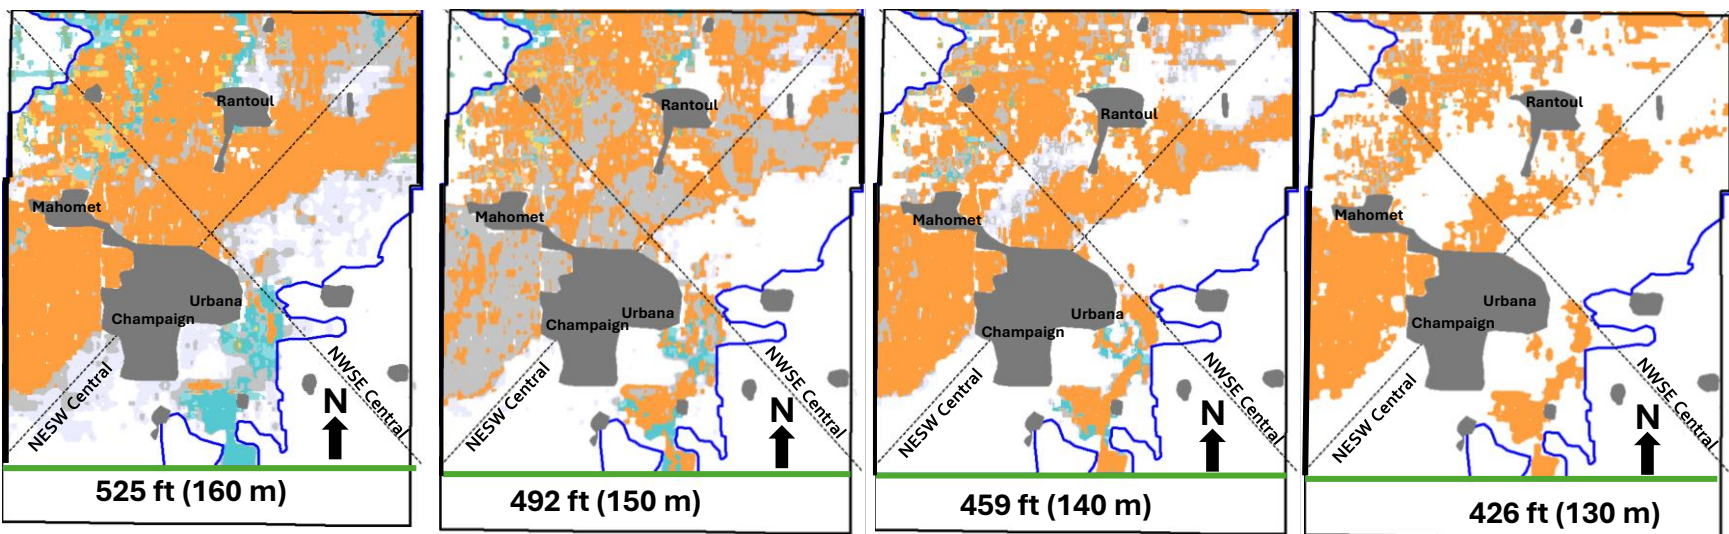 Rantoul
Mahomet
Urbana
Champaign
NESW Central
NWSE Central
N
525 ft (160 m)
Rantoul
Mahomet
Urbana
Champaign
NESW Central
NWSE Central
N
492 ft (150 m)
Rantoul
Mahomet
Urbana
Champaign
NESW Central
NWSE Central
N
459 ft (140 m)
Rantoul
Mahomet
Urbana
Champaign
NESW Central
NWSE Central
N
426 ft (130 m)